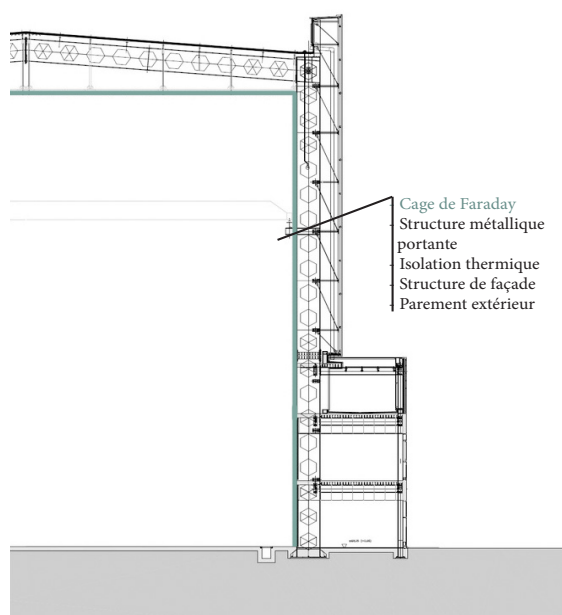 Cage de Faraday
Structure métallique
portante
Isolation thermique
Structure de façade
Parement extérieur